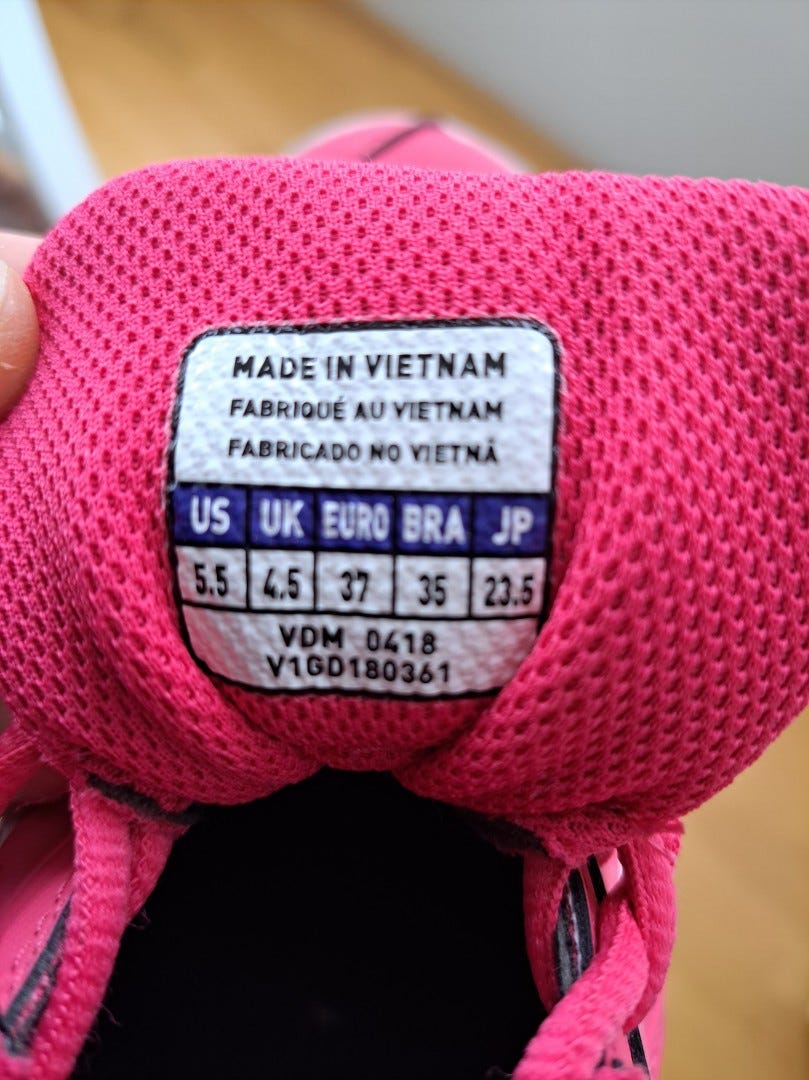 MADE IN VIETNAM
FABRIQUÉ AU VIETNAM
FABRICADO NO VIETNÃ
US UK EURO BRA JP
5.5 4.5 37 35 23.5
VDM 0418
V1GD180361